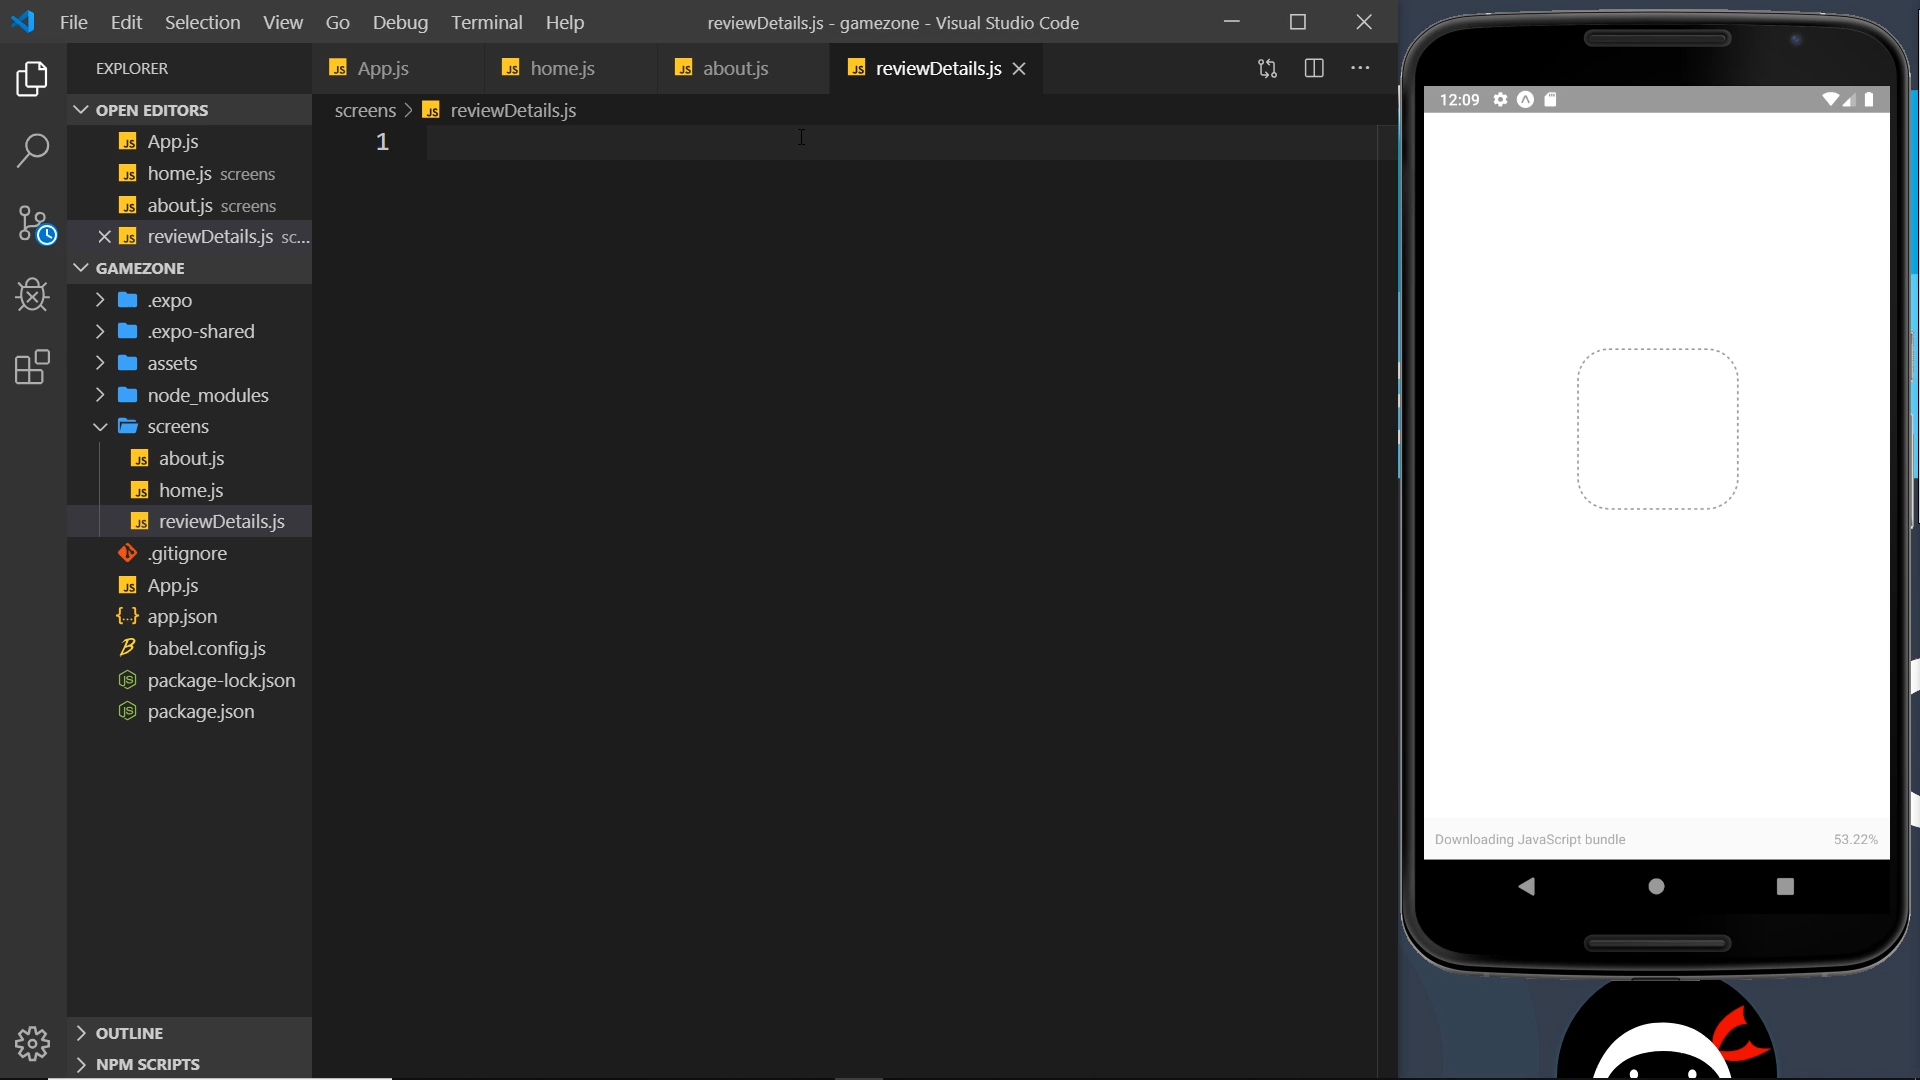 File Edit Selection View Go Debug Terminal Help
reviewDetails.js - gamezone - Visual Studio Code
EXPLORER
App.js
home.js
about.js
reviewDetails.js
OPEN EDITORS
App.js
home.js screens
about.js screens
reviewDetails.js sc...
GAMEZONE
.expo
.expo-shared
assets
node_modules
screens
about.js
home.js
reviewDetails.js
.gitignore
App.js
app.json
babel.config.js
package-lock.json
package.json
OUTLINE
NPM SCRIPTS
screens > JS reviewDetails.js
1
12:09
Downloading JavaScript bundle 53.22%